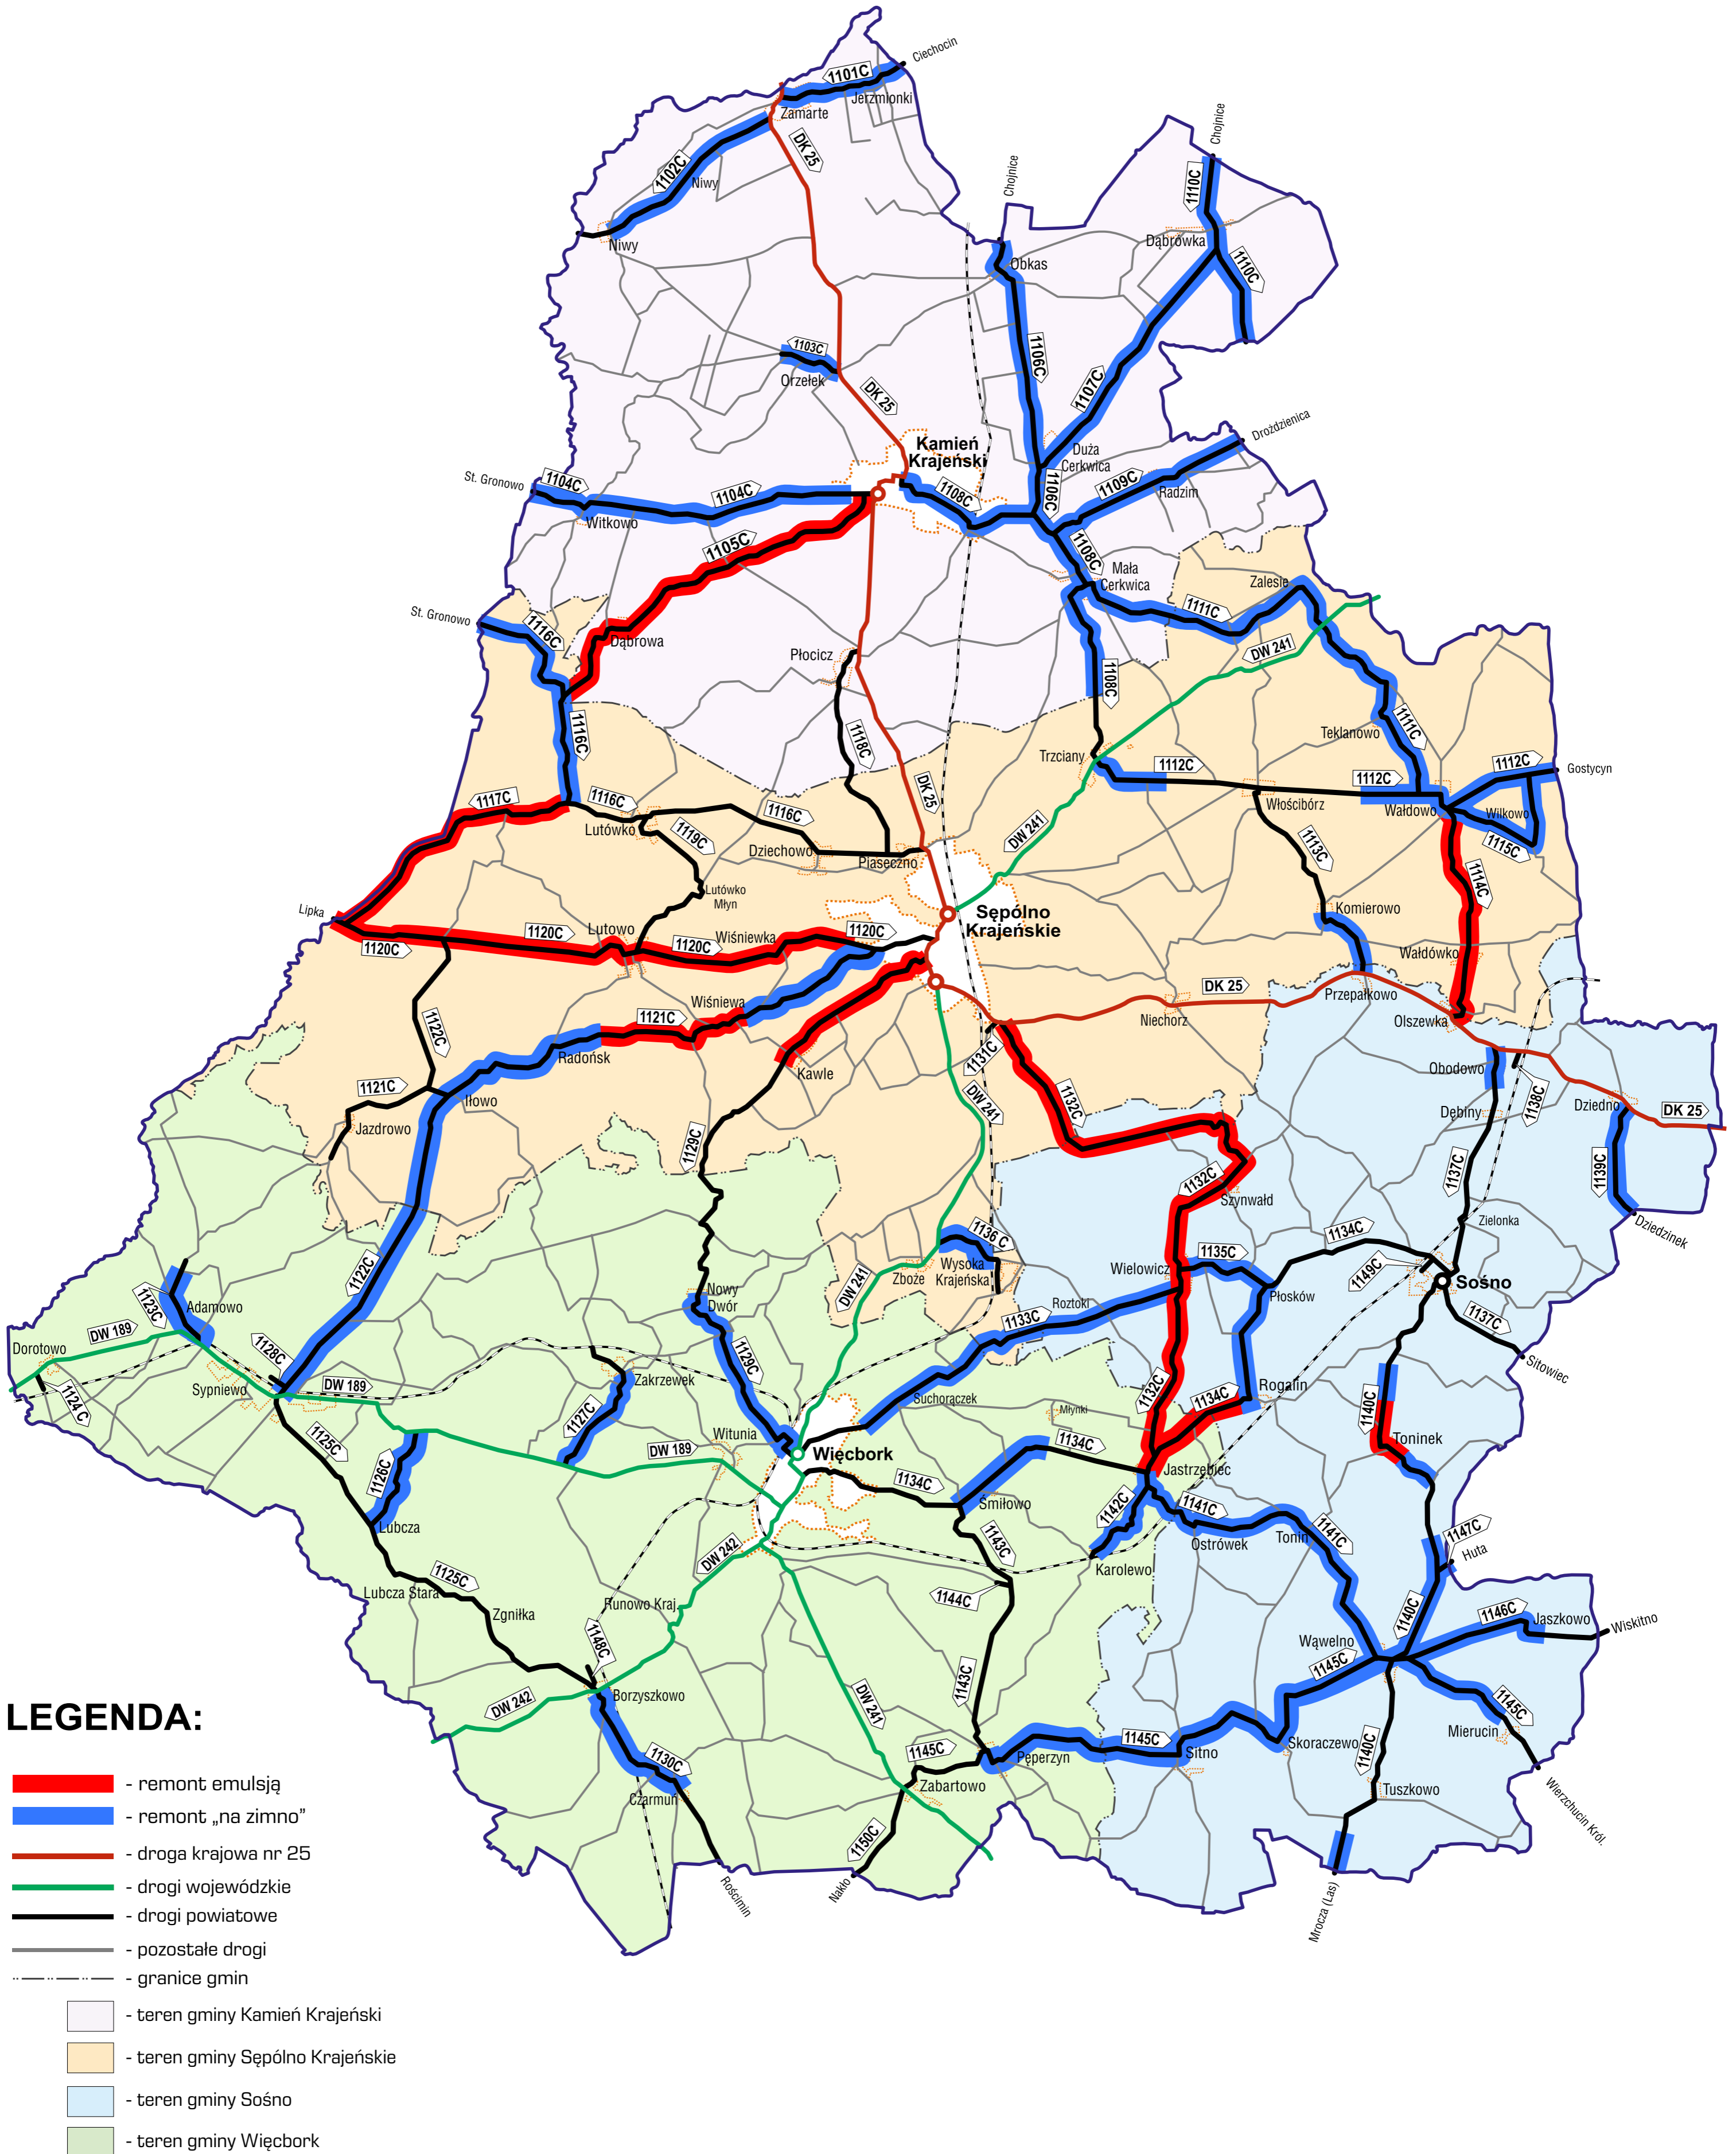 Ciechocin
1101C
Jerzmionki
Zamarte
DK 25
Chojnice
1102C
Niwy
Chojnice
1110C
Niwy
Dąbrówka
Obkas
1110C
1103C
Orzełek
1106C
1107C
DK 25
Kamień
Krajeński
Drożdzienica
Duża
Cerkwica
St. Gronowo
1104C
1104C
1108C
1106C
1109C
Radzim
Witkowo
1105C
1108C
Mała
Cerkwica
Zalesie
St. Gronowo
1116C
1111C
Dąbrowa
Płocicz
DW 241
1108C
1116C
1118C
Teklanowo
1111C
Trzciany
1112C
1112C
1112C
Gostycyn
DK 25
1117C
1116C
1116C
Włościbórz
Wałdowo
Wilkowo
Lutówko
1119C
DW 241
1113C
1115C
Dziechowo
Piaseczno
1114C
Lutówko
Młyn
Lipka
Sępólno
Krajeńskie
Komierowo
1120C
1120C
Lutowo
1120C
Wiśniewka
1120C
Wałdówko
DK 25
Przepałkowo
Wiśniewa
1121C
Niechorz
Olszewka
1122C
Radońsk
Kawle
1131C
Obodowo
1138C
1121C
Iłowo
DW 241
1132C
Dębiny
Dziedno
DK 25
Jazdrowo
1129C
1137C
1139C
1132C
Szynwałd
Zielonka
Dziedzinek
1136 C
1134C
Wysoka
Krajeńska
Zboże
Wielowicz
1135C
1149C
Sośno
1122C
Nowy
Dwór
DW 241
Roztoki
Płosków
1123C
Adamowo
1133C
1137C
DW 189
Dorotowo
1128C
1129C
Sitowiec
Sypniewo
DW 189
Zakrzewek
Suchorączek
1132C
1134C
Rogalin
1124 C
1127C
Młynki
1140C
1125C
DW 189
Witunia
Więcbork
1134C
Toninek
1126C
1134C
Jastrzębiec
Śmiłowo
1142C
1141C
Lubcza
Ostrówek
Tonin
1141C
1147C
Huta
DW 242
1143C
Karolewo
Lubcza Stara
1125C
1144C
Runowo Kraj.
Zgniłka
1140C
1146C
Jaszkowo
Wiskitno
1148C
Wąwelno
1145C
1143C
Borzyszkowo
DW 242
DW 241
1145C
Mierucin
1145C
1145C
Sitno
Skoraczewo
1140C
Pęperzyn
1130C
Zabartowo
Czarmuń
Tuszkowo
Wierzchucin Król.
1150C
Rościmin
Nakło
Mrocza (Las)
LEGENDA:
- remont emulsją
- remont „na zimno”
- droga krajowa nr 25
- drogi wojewódzkie
- drogi powiatowe
- pozostałe drogi
- granice gmin
- teren gminy Kamień Krajeński
- teren gminy Sępólno Krajeńskie
- teren gminy Sośno
- teren gminy Więcbork